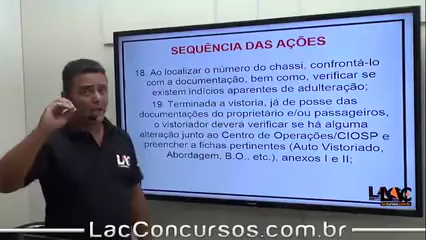 SEQUÊNCIA DAS AÇÕES
18. Ao localizar o número do chassi, confrontá-lo
com a documentação, bem como, verificar se
existem indícios aparentes de adulteração;
19. Terminada a vistoria, já de posse das
documentações do proprietário e/ou passageiros,
o vistoriador deverá verificar se há alguma
alteração junto ao Centro de Operações/CIOSP e
preencher a fichas pertinentes (Auto Vistoriado,
Abordagem, B.O.. etc.), anexos I e II;
LacConcursos.com.br